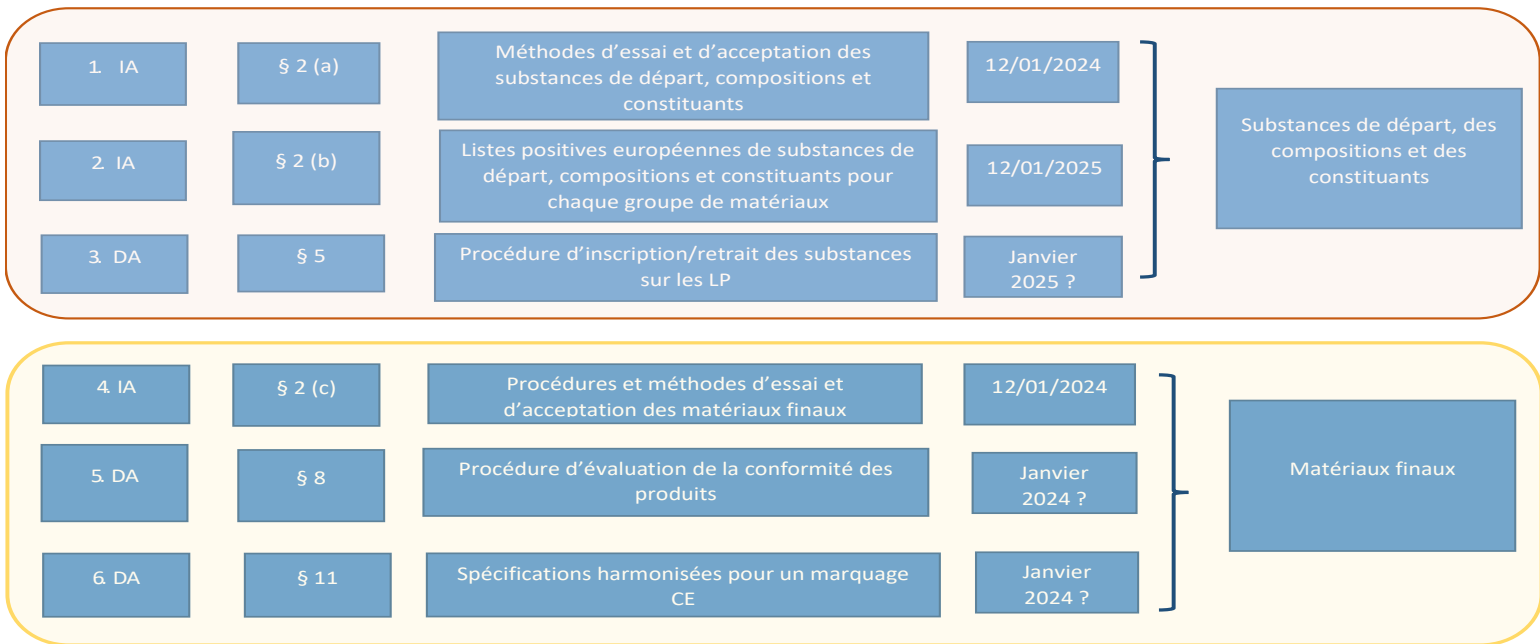 1. IA
§ 2 (a)
Méthodes d'essai et d'acceptation des
substances de départ, compositions et
constituants
12/01/2024
2. IA
§ 2 (b)
Listes positives européennes de substances de
départ, compositions et constituants pour
chaque groupe de matériaux
12/01/2025
3. DA
§ 5
Procédure d'inscription/retrait des substances
sur les LP
Janvier
2025 ?
Substances de départ, des
compositions et des
constituants
4. IA
§ 2 (c)
Procédures et méthodes d'essai et
d'acceptation des matériaux finaux
12/01/2024
5. DA
§ 8
Procédure d'évaluation de la conformité des
produits
Janvier
2024 ?
6. DA
§ 11
Spécifications harmonisées pour un marquage
CE
Janvier
2024 ?
Matériaux finaux